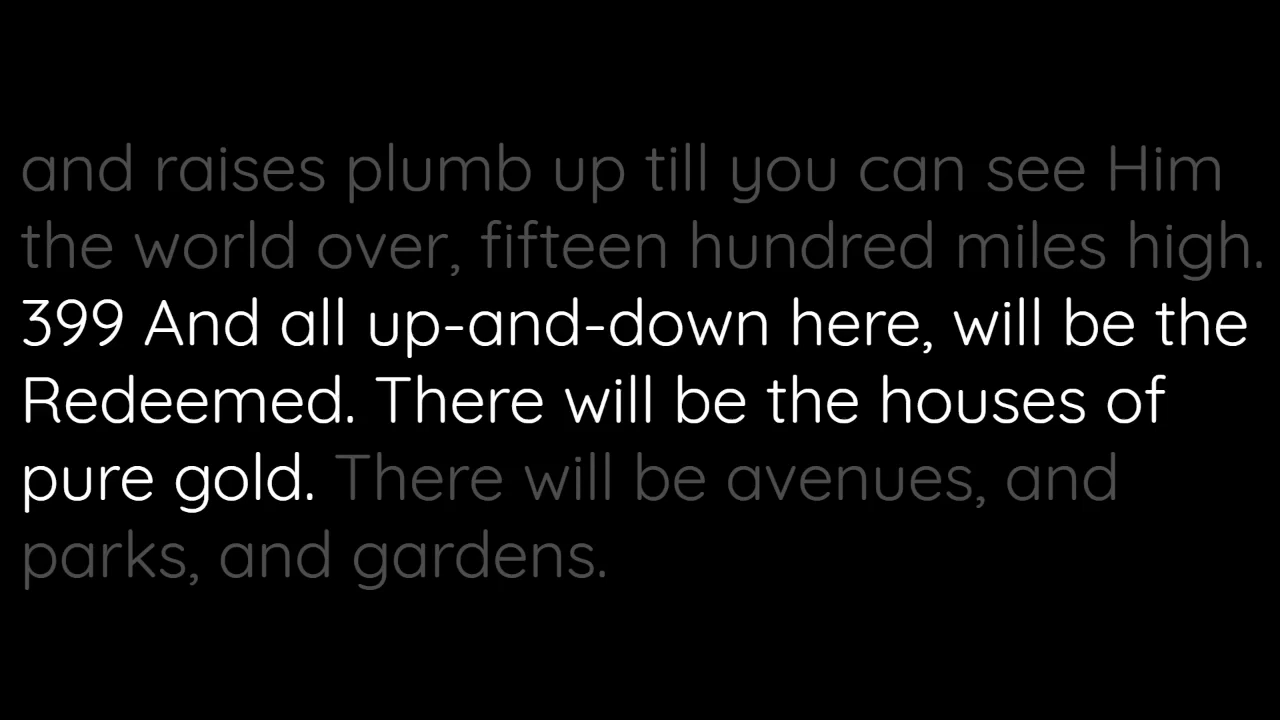 and raises plumb up till you can see Him
the world over, fifteen hundred miles high.
399 And all up-and-down here, will be the
Redeemed. There will be the houses of
pure gold. There will be avenues, and
parks, and gardens.